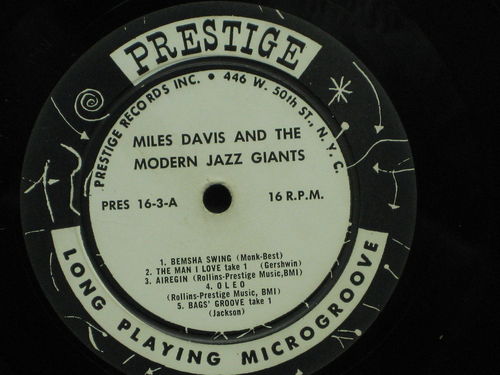 PRESTIGE
PRESTIGE RECORDS INC. • 446 W. 50th ST., N.Y.C.
MILES DAVIS AND THE
MODERN JAZZ GIANTS
PRES 16-3-A
16 R.P.M.
1. BEMSHA SWING (Monk-Best)
2. THE MAN I LOVE take 1 (Gershwin)
3. AIREGIN (Rollins-Prestige Music, BMI)
4. OLEO
(Rollins-Prestige Music, BMI)
5. BAGS' GROOVE take 1
(Jackson)
LONG PLAYING MICROGROOVE